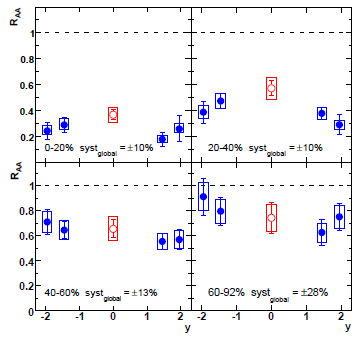 R_AA
1
0.8
0.6
0.4
0.2
0-20% syst_global = ±10%
20-40% syst_global = ±10%
R_AA
1
0.8
0.6
0.4
0.2
0
40-60% syst_global = ±13%
60-92% syst_global = ±28%
-2 -1 0 1 2 -2 -1 0 1 2
y y